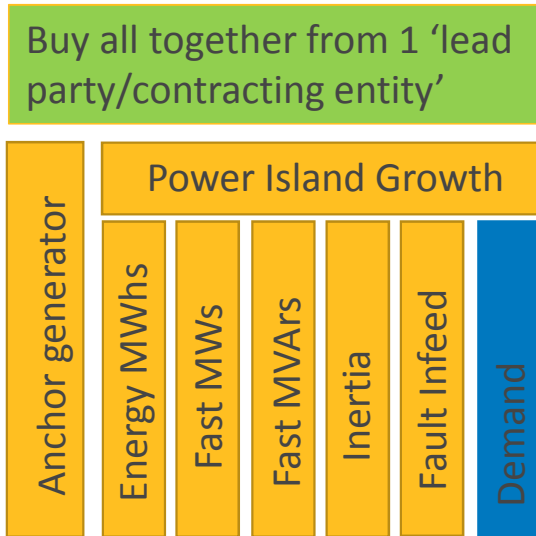 Buy all together from 1 ‘lead
party/contracting entity’
Anchor generator
Power Island Growth
Energy MWhs
Fast MWs
Fast MVArs
Inertia
Fault Infeed
Demand